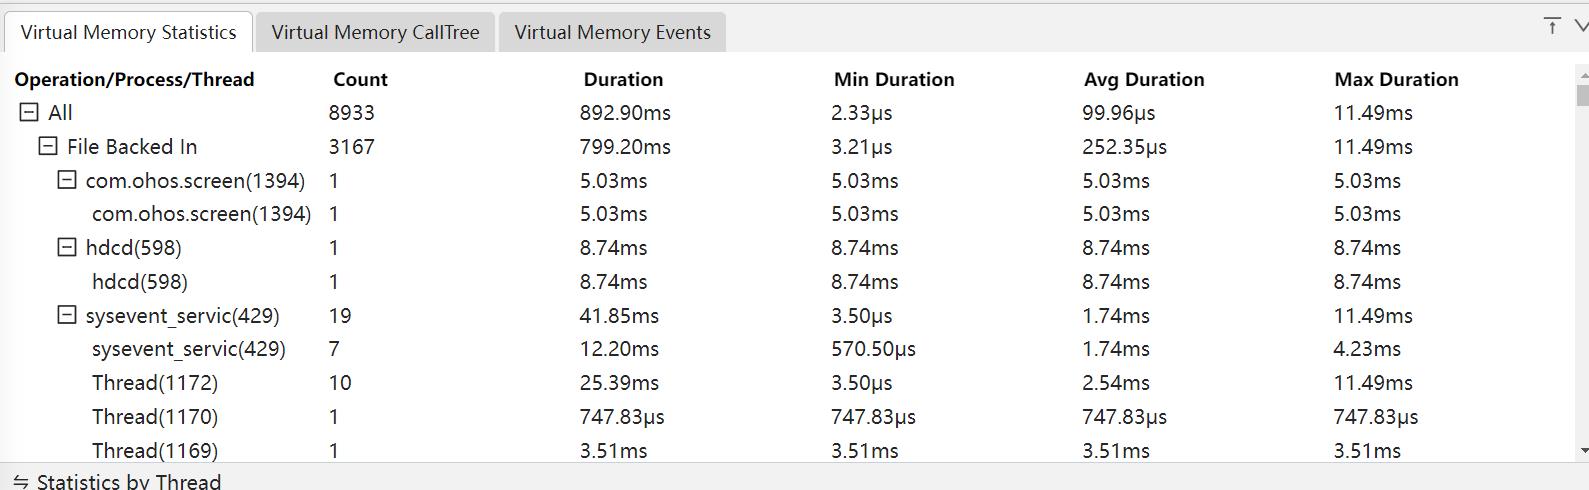 Virtual Memory Statistics Virtual Memory CallTree Virtual Memory Events
Operation/Process/Thread Count Duration Min Duration Avg Duration Max Duration
All 8933 892.90ms 2.33μs 99.96μs 11.49ms
File Backed In 3167 799.20ms 3.21μs 252.35μs 11.49ms
com.ohos.screen(1394) 1 5.03ms 5.03ms 5.03ms 5.03ms
com.ohos.screen(1394) 1 5.03ms 5.03ms 5.03ms 5.03ms
hdcd(598) 1 8.74ms 8.74ms 8.74ms 8.74ms
hdcd(598) 1 8.74ms 8.74ms 8.74ms 8.74ms
sysevent_servic(429) 19 41.85ms 3.50μs 1.74ms 11.49ms
sysevent_servic(429) 7 12.20ms 570.50μs 1.74ms 4.23ms
Thread(1172) 10 25.39ms 3.50μs 2.54ms 11.49ms
Thread(1170) 1 747.83μs 747.83μs 747.83μs 747.83μs
Thread(1169) 1 3.51ms 3.51ms 3.51ms 3.51ms
Statistics by Thread